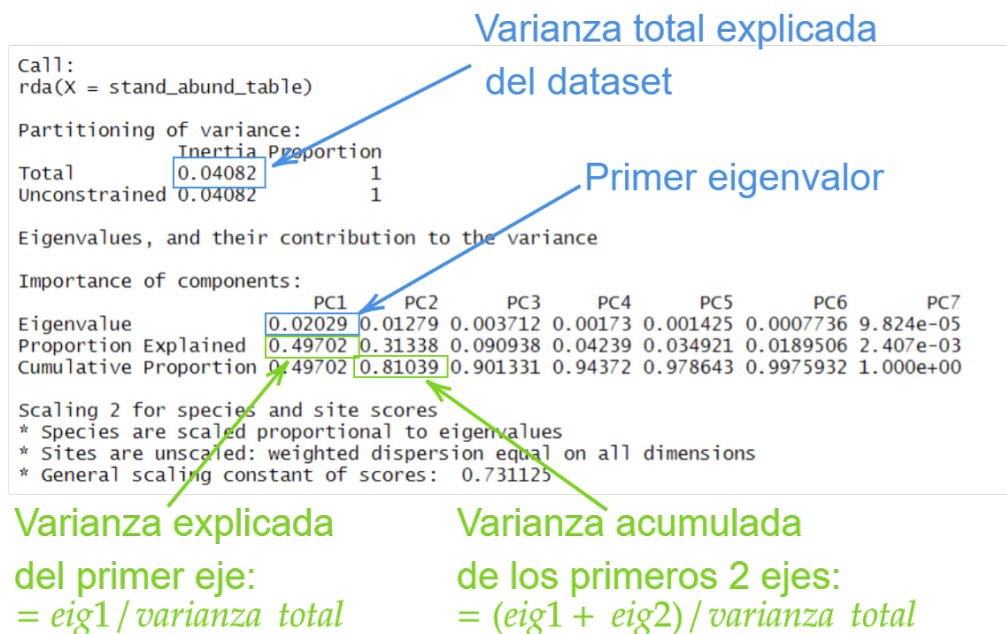 Varianza total explicada
del dataset
Call:
rda(X = stand_abund_table)
Partitioning of variance:
Inertia Proportion
Total 0.04082 1
Unconstrained 0.04082 1
Primer eigenvalor
Eigenvalues, and their contribution to the variance
Importance of components:
PC1 PC2 PC3 PC4 PC5 PC6 PC7
Eigenvalue 0.02029 0.01279 0.003712 0.00173 0.001425 0.0007736 9.824e-05
Proportion Explained 0.49702 0.31338 0.090938 0.04239 0.034921 0.0189506 2.407e-03
Cumulative Proportion 0.49702 0.81039 0.901331 0.94372 0.978643 0.9975932 1.000e+00
Scaling 2 for species and site scores
* Species are scaled proportional to eigenvalues
* Sites are unscaled: weighted dispersion equal on all dimensions
* General scaling constant of scores: 0.731125
Varianza explicada
del primer eje:
= eig1 / varianza total
Varianza acumulada
de los primeros 2 ejes:
= (eig1 + eig2) / varianza total